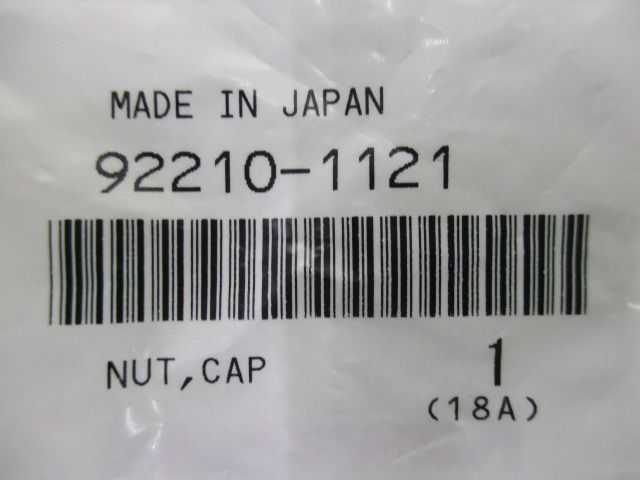 MADE IN JAPAN
92210-1121
NUT,CAP 1
(18A)